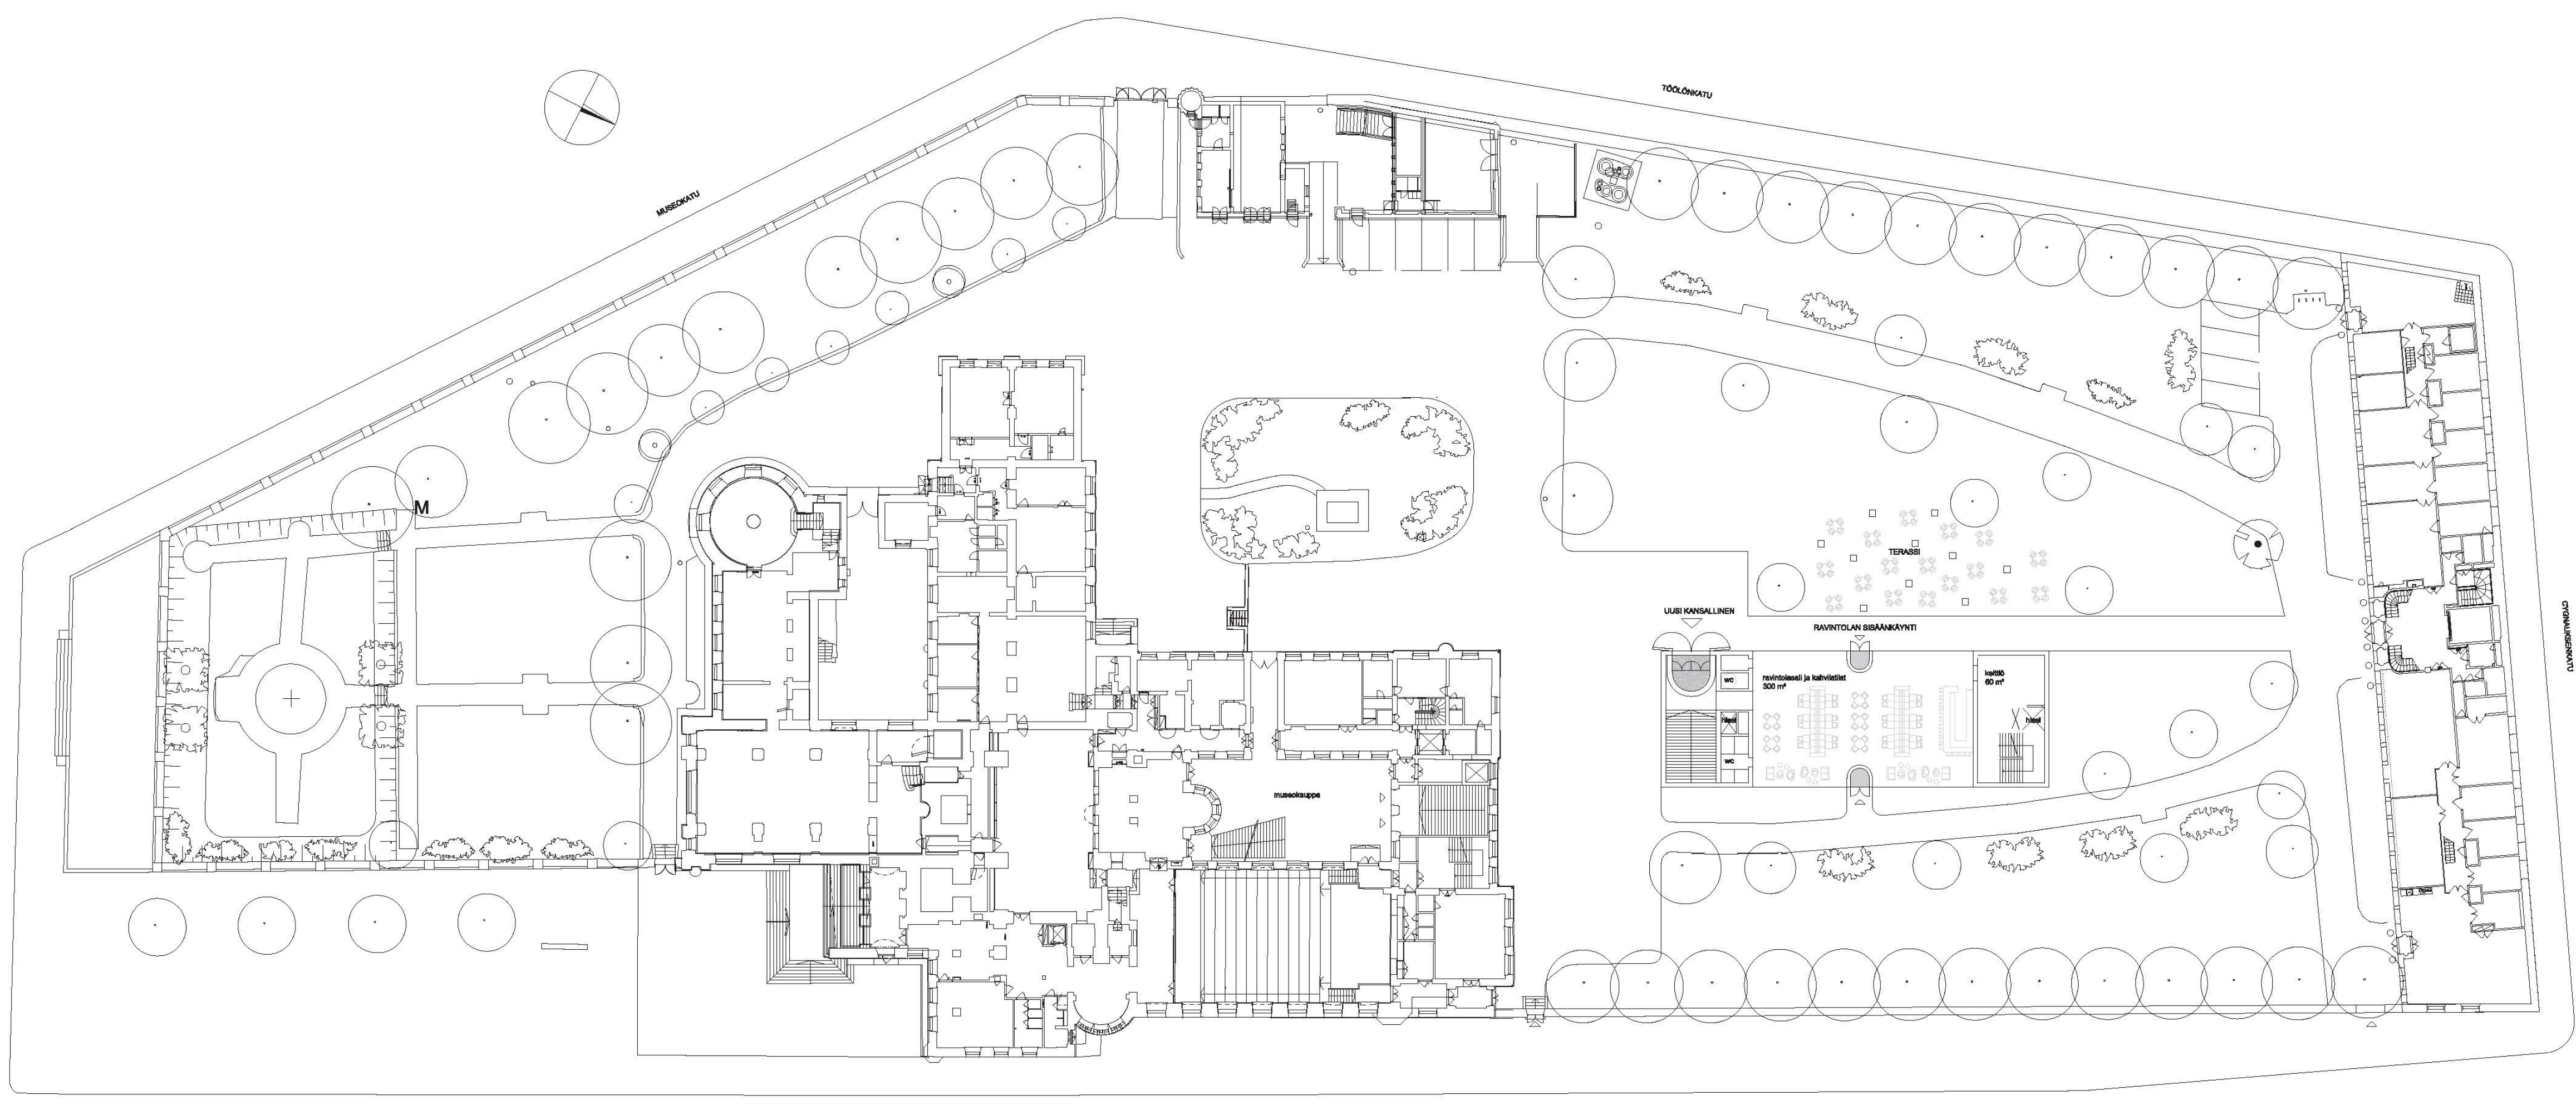 TÖÖLÖNKATU
MUSEOKATU
M
TERASSI
UUSI KANSALLINEN
RAVINTOLAN SISÄÄNKÄYNTI
CYGNAUKSENKATU
WC
ravintolasali ja kahvilatilat
300 m²
keittiö
60 m²
hissi
hissi
WC
museokauppa